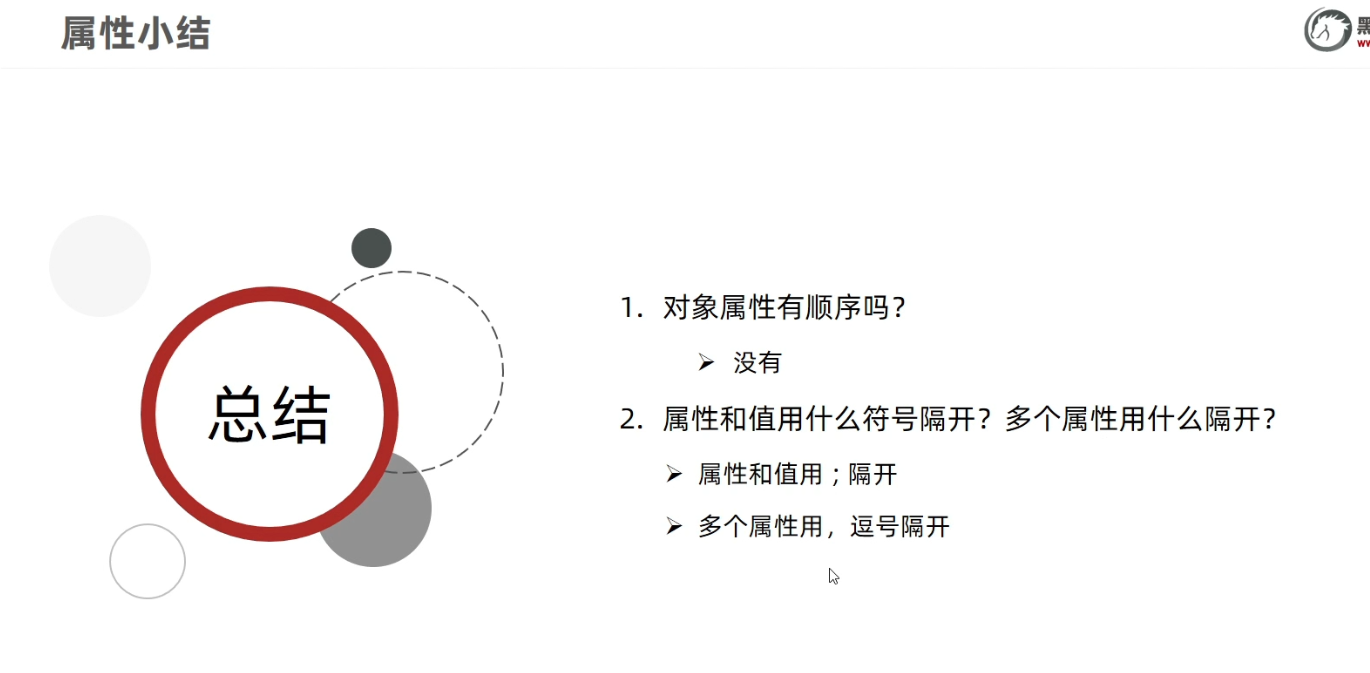 属性小结
黑
总结
1. 对象属性有顺序吗?
➢ 没有
2. 属性和值用什么符号隔开? 多个属性用什么隔开?
➢ 属性和值用 ; 隔开
➢ 多个属性用, 逗号隔开